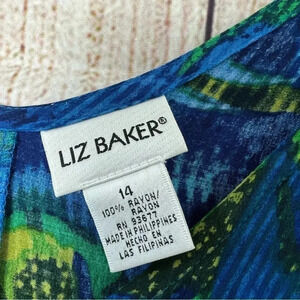 LIZ BAKER®
14
100% RAYON/
RAYON
RN 93677
MADE IN PHILIPPINES
HECHO EN
LAS FILIPINAS